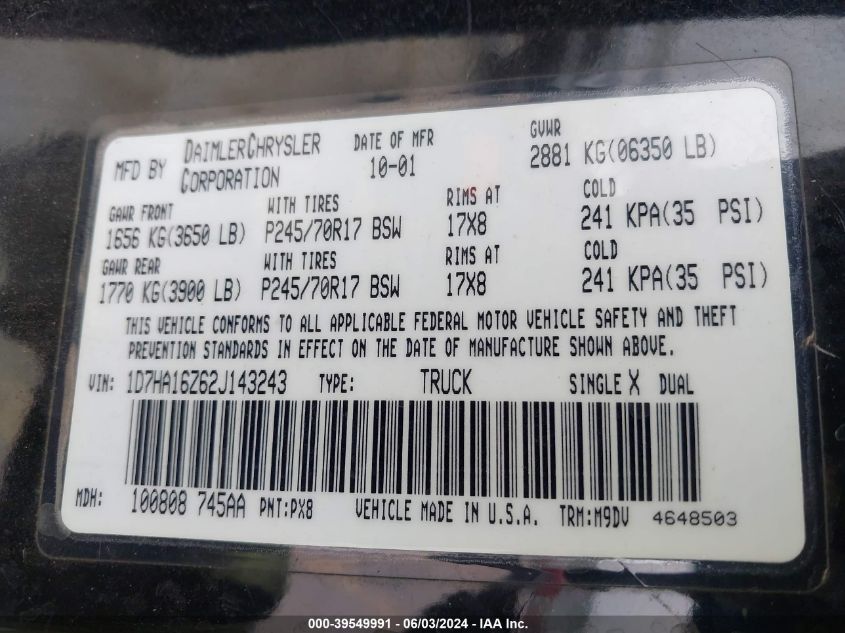 MFD BY DAIMLERCHRYSLER CORPORATION DATE OF MFR 10-01 GVWR 2881 KG(06350 LB)
GAWR FRONT WITH TIRES RIMS AT COLD
1656 KG(3650 LB) P245/70R17 BSW 17X8 241 KPA(35 PSI)
GAWR REAR WITH TIRES RIMS AT COLD
1770 KG(3900 LB) P245/70R17 BSW 17X8 241 KPA(35 PSI)
THIS VEHICLE CONFORMS TO ALL APPLICABLE FEDERAL MOTOR VEHICLE SAFETY AND THEFT
PREVENTION STANDARDS IN EFFECT ON THE DATE OF MANUFACTURE SHOWN ABOVE.
VIN: 1D7HA16Z62J143243 TYPE: TRUCK SINGLE X DUAL
MDH: 100808 745AA PNT:PX8 VEHICLE MADE IN U.S.A. TRM:M9DV 4648503
000-39549991 - 06/03/2024 - IAA Inc.